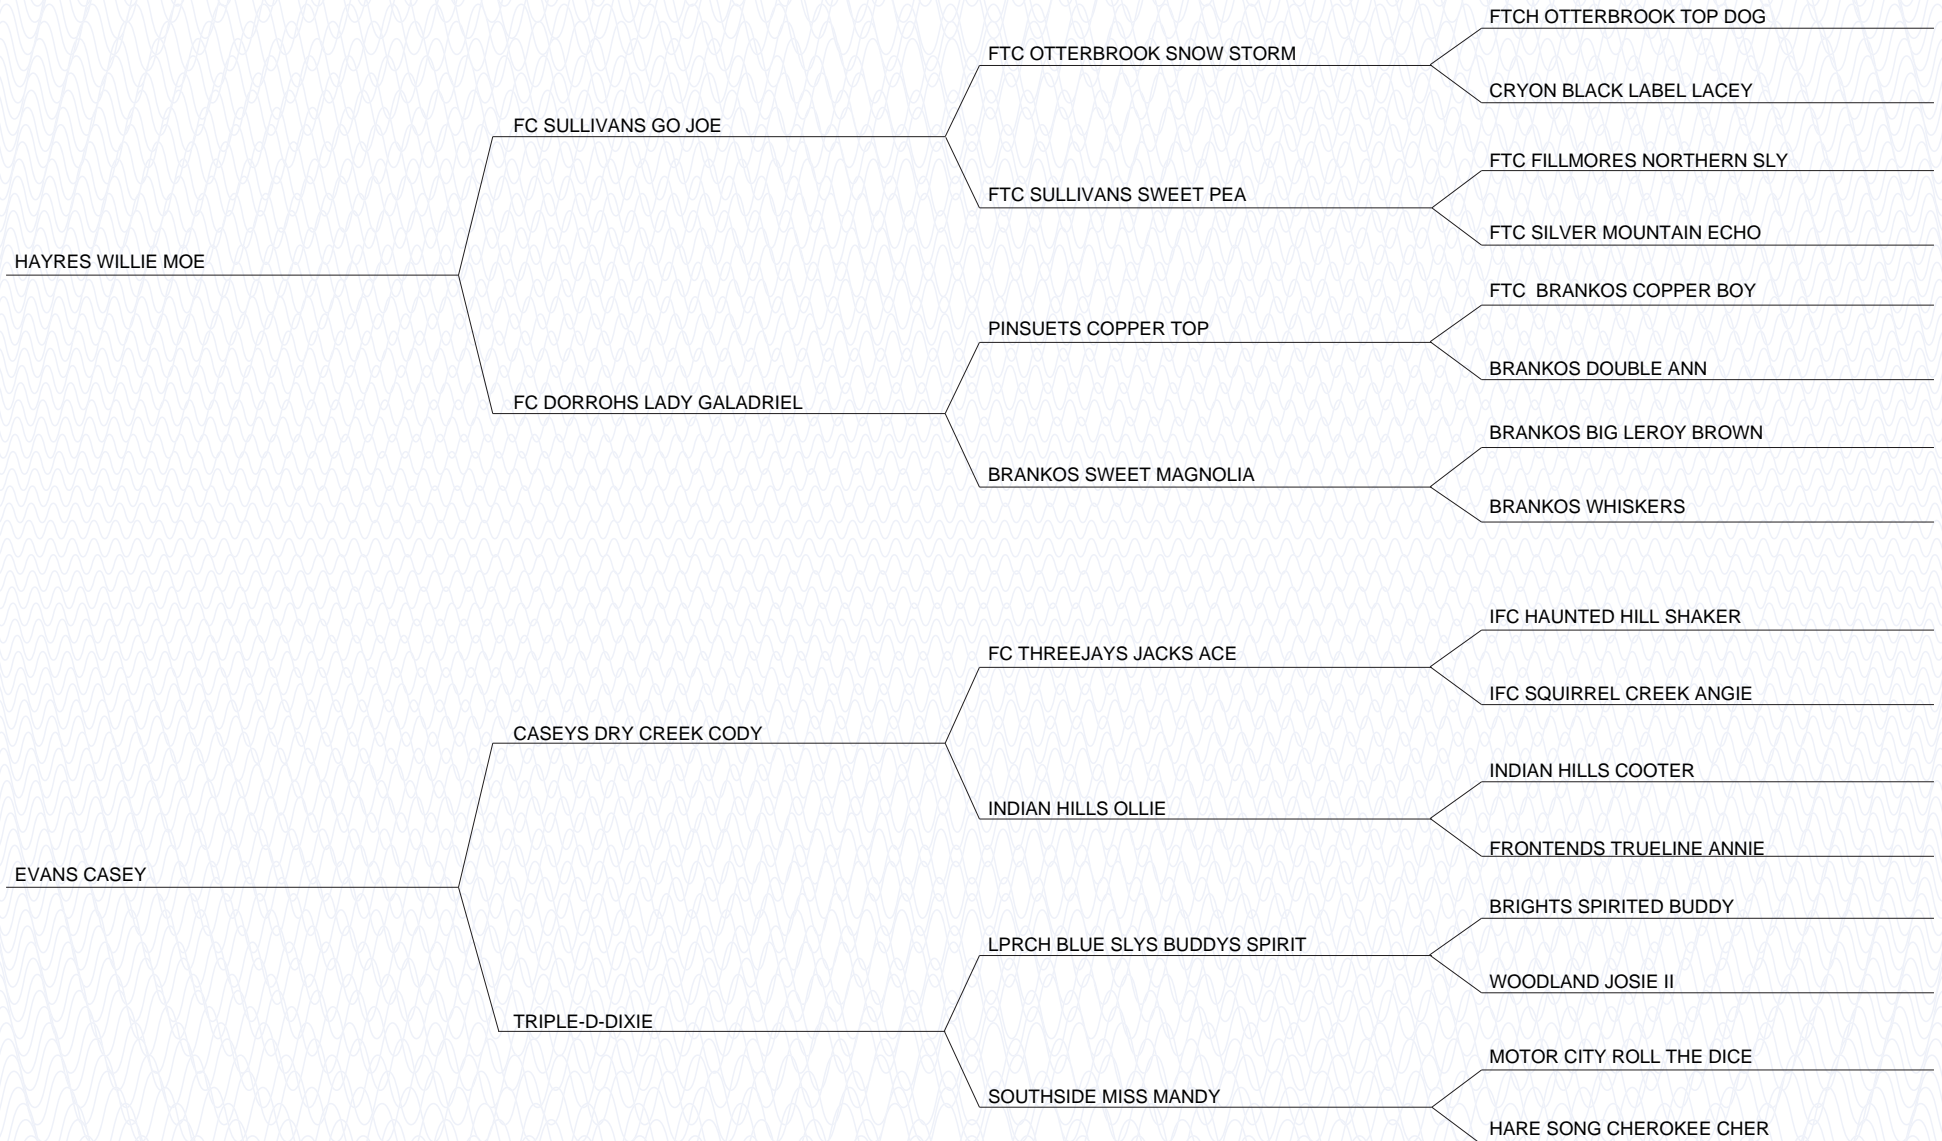 FTCH OTTERBROOK TOP DOG
FTC OTTERBROOK SNOW STORM
CRYON BLACK LABEL LACEY
FC SULLIVANS GO JOE
FTC FILLMORES NORTHERN SLY
FTC SULLIVANS SWEET PEA
FTC SILVER MOUNTAIN ECHO
HAYRES WILLIE MOE
FTC  BRANKOS COPPER BOY
PINSUETS COPPER TOP
BRANKOS DOUBLE ANN
FC DORROHS LADY GALADRIEL
BRANKOS BIG LEROY BROWN
BRANKOS SWEET MAGNOLIA
BRANKOS WHISKERS
IFC HAUNTED HILL SHAKER
FC THREEJAYS JACKS ACE
IFC SQUIRREL CREEK ANGIE
CASEYS DRY CREEK CODY
INDIAN HILLS COOTER
INDIAN HILLS OLLIE
FRONTENDS TRUELINE ANNIE
EVANS CASEY
BRIGHTS SPIRITED BUDDY
LPRCH BLUE SLYS BUDDYS SPIRIT
WOODLAND JOSIE II
TRIPLE-D-DIXIE
MOTOR CITY ROLL THE DICE
SOUTHSIDE MISS MANDY
HARE SONG CHEROKEE CHER